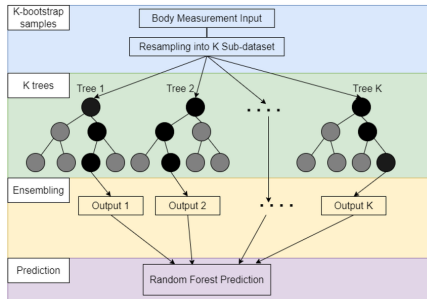 K-bootstrap
samples
Body Measurement Input
Resampling into K Sub-dataset
K trees
Tree 1
Tree 2
Tree K
Ensembling
Output 1
Output 2
Output K
Prediction
Random Forest Prediction